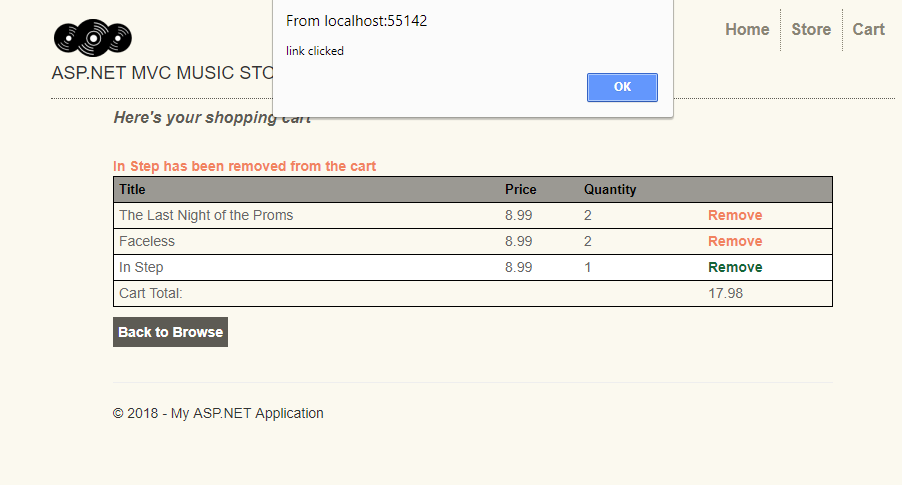 From localhost:55142
link clicked
OK
Home Store Cart
ASP.NET MVC MUSIC STO
Here's your shopping cart
In Step has been removed from the cart
Title Price Quantity
The Last Night of the Proms 8.99 2 Remove
Faceless 8.99 2 Remove
In Step 8.99 1 Remove
Cart Total: 17.98
Back to Browse
© 2018 - My ASP.NET Application